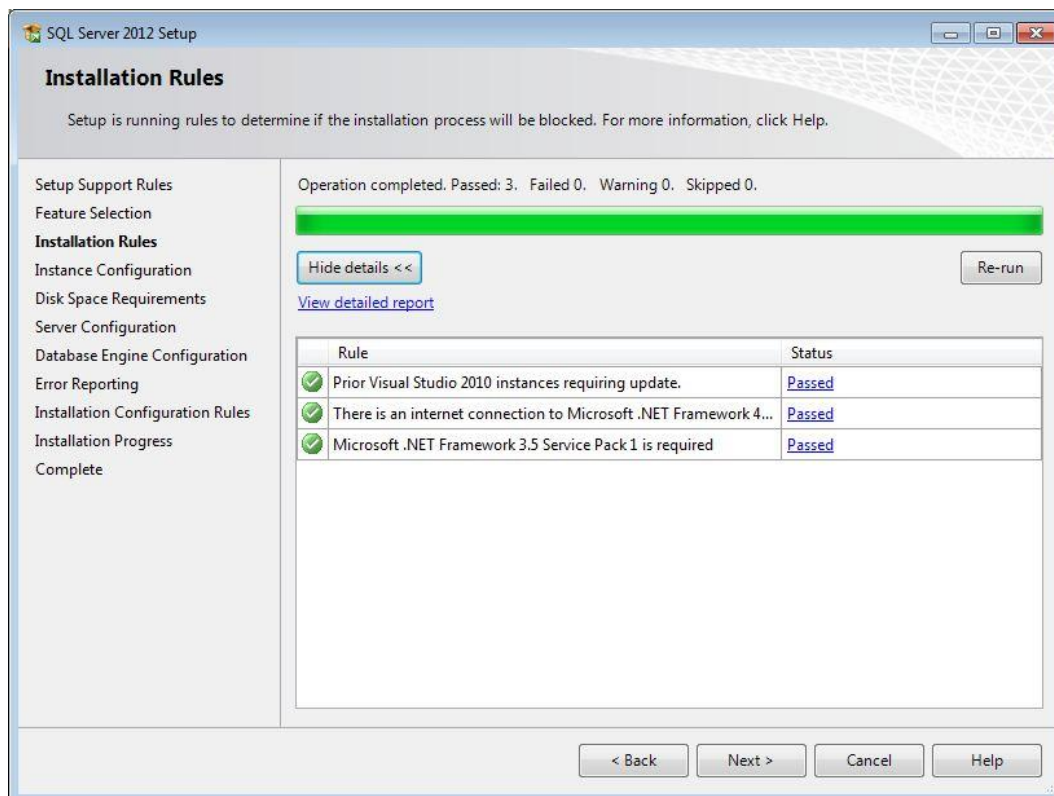 SQL Server 2012 Setup
Installation Rules
Setup is running rules to determine if the installation process will be blocked. For more information, click Help.
Setup Support Rules
Feature Selection
Installation Rules
Instance Configuration
Disk Space Requirements
Server Configuration
Database Engine Configuration
Error Reporting
Installation Configuration Rules
Installation Progress
Complete
Operation completed. Passed: 3. Failed 0. Warning 0. Skipped 0.
Hide details <<
Re-run
View detailed report
Rule Status
Prior Visual Studio 2010 instances requiring update. Passed
There is an internet connection to Microsoft .NET Framework 4... Passed
Microsoft .NET Framework 3.5 Service Pack 1 is required Passed
< Back Next > Cancel Help